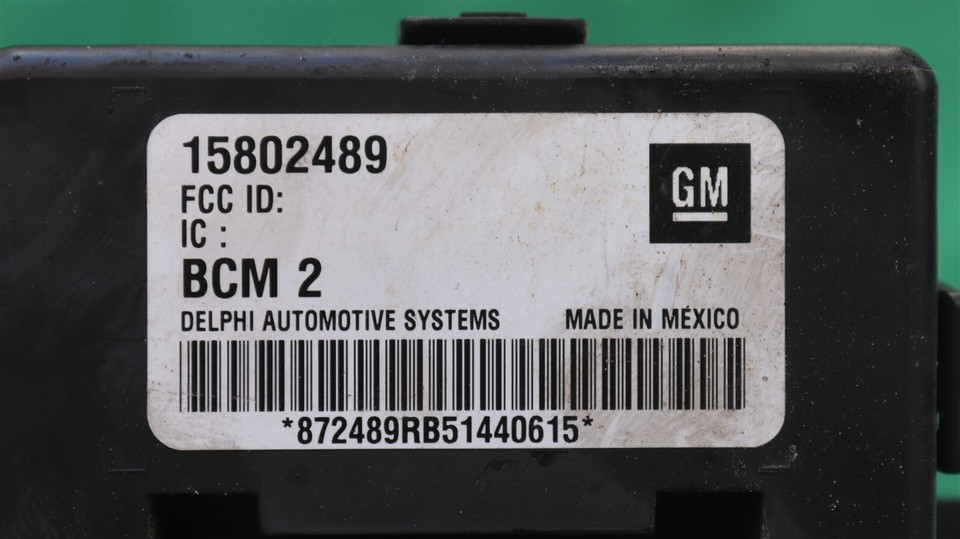 15802489
GM
FCC ID:
IC :
BCM 2
DELPHI AUTOMOTIVE SYSTEMS MADE IN MÉXICO
*872489RB51440615*